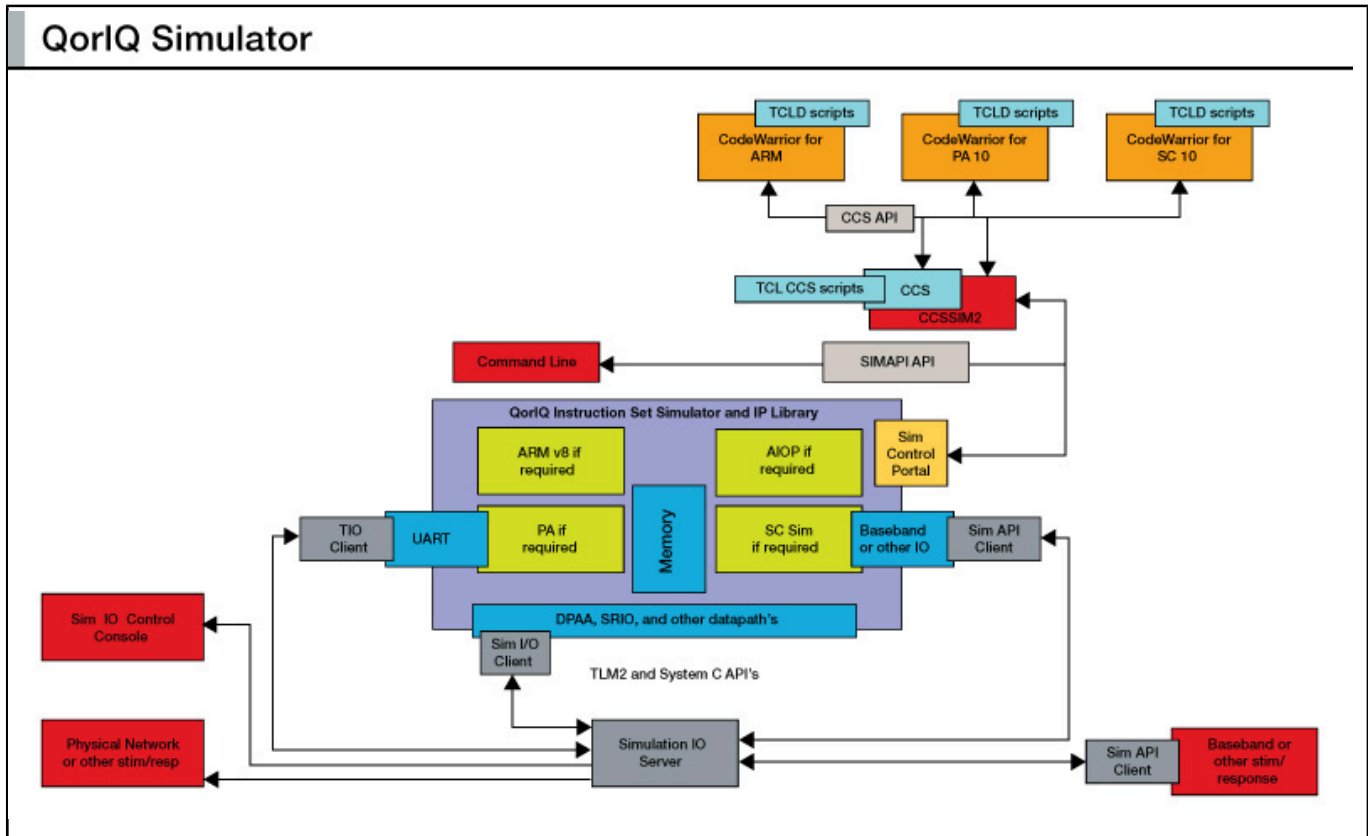 QorIQ Simulator
TCLD scripts
CodeWarrior for
ARM
TCLD scripts
CodeWarrior for
PA 10
TCLD scripts
CodeWarrior for
SC 10
CCS API
TCL CCS scripts
CCS
CCSSIM2
Command Line
SIMAPI API
QorIQ Instruction Set Simulator and IP Library
ARM v8 if
required
AIOP if
required
Sim
Control
Portal
TIO
Client
UART
PA if
required
Memory
SC Sim
if required
Baseband
or other IO
Sim API
Client
DPAA, SRIO, and other datapath's
Sim I/O
Client
TLM2 and System C API's
Sim IO Control
Console
Physical Network
or other stim/resp
Simulation IO
Server
Sim API
Client
Baseband or
other stim/
response